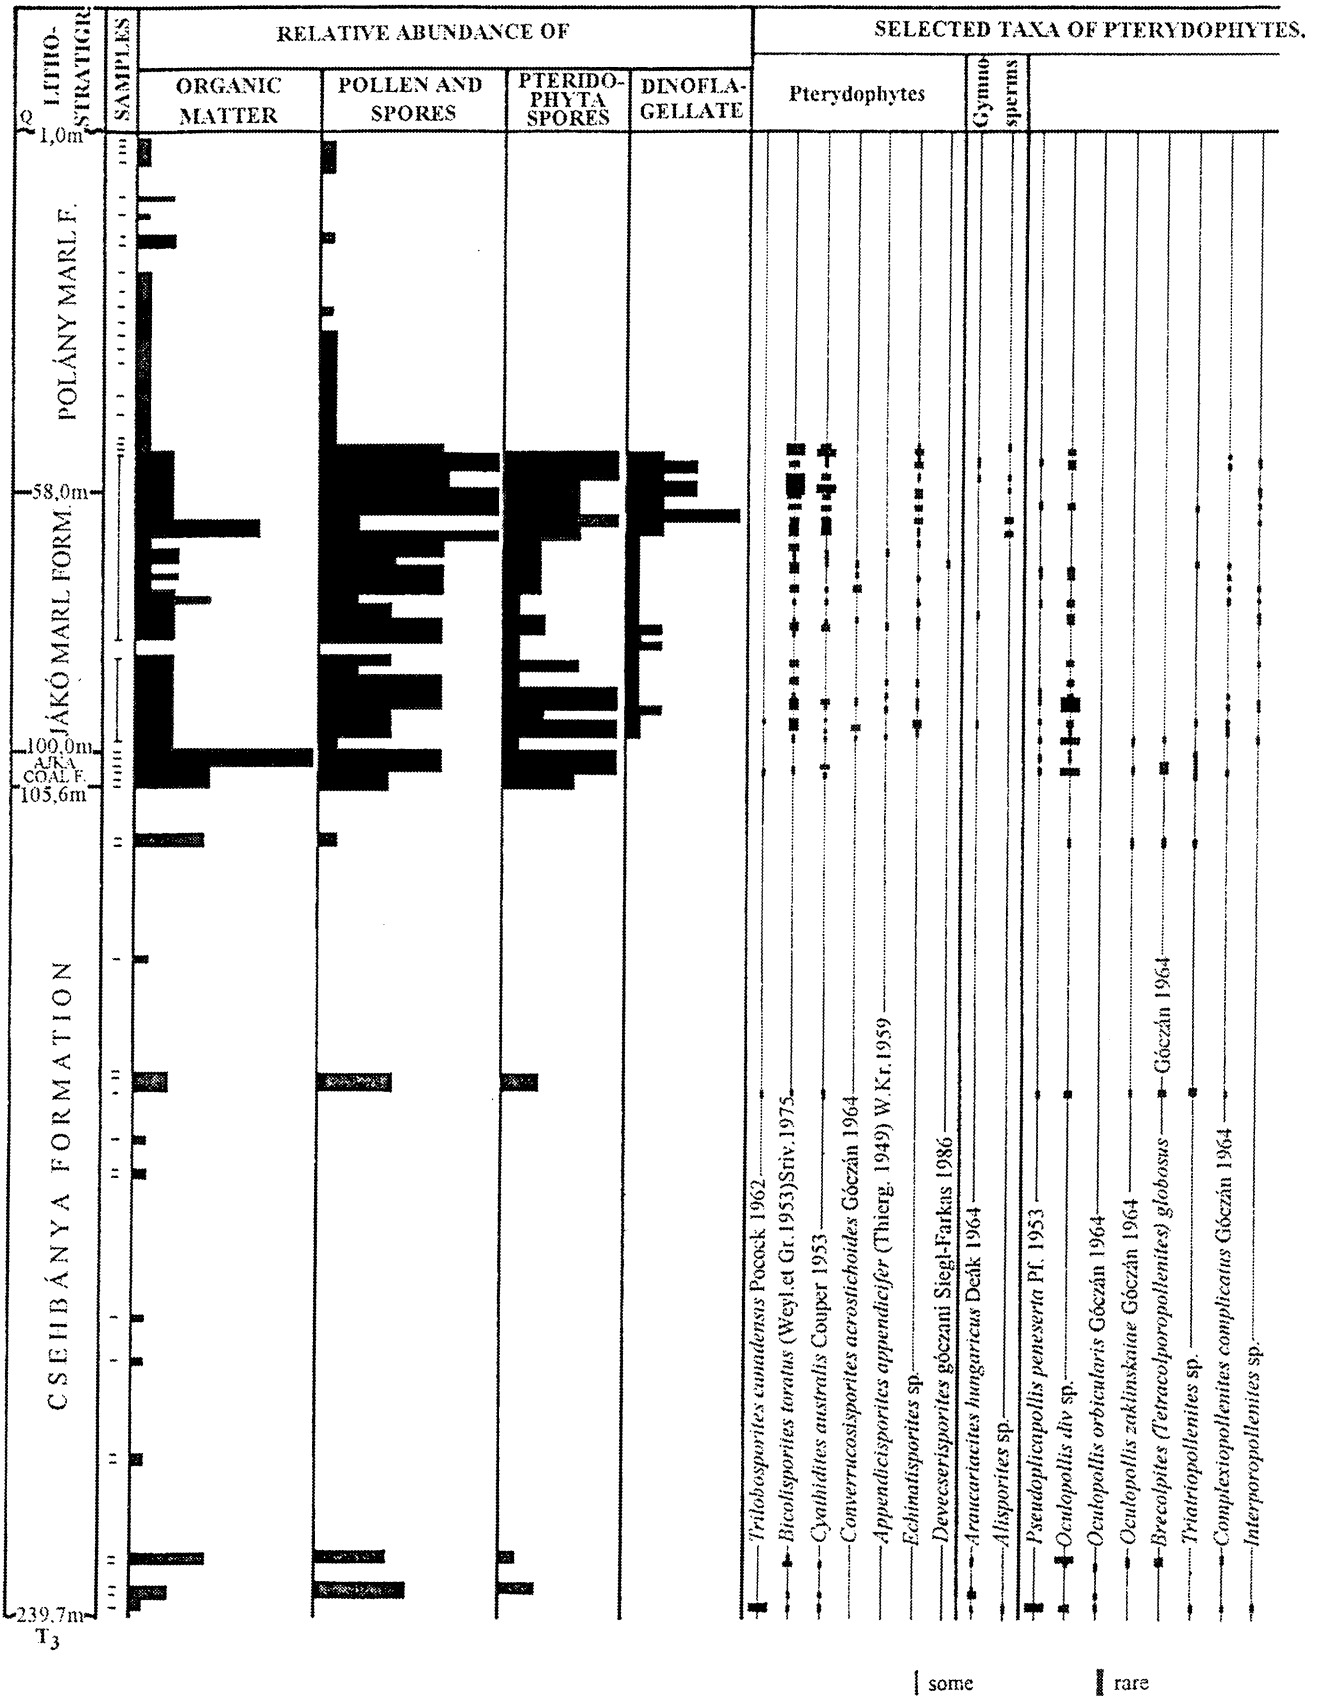 LITHO-
STRATIGR.
Q
SAMPLES
RELATIVE ABUNDANCE OF
SELECTED TAXA OF PTERYDOPHYTES.
ORGANIC
MATTER
POLLEN AND
SPORES
PTERIDO-
PHYTA
SPORES
DINOFLA-
GELLATE
Pterydophytes
Gymno
sperms
1,0m
POLÁNY MARL F.
58,0m
JÁKÓ MARL FORM.
100,0m
AJKA
COAL F.
105,6m
CSEHBÁNYA FORMATION
239,7m
T3
Trilobosporites canadensis Pocock 1962
Bicolisporites toratus (Weyl.et Gr.1953)Sriv.1975
Cyathidites australis Couper 1953
Converrucosisporites acrostichoides Góczán 1964
Appendicisporites appendicifer (Thierg. 1949) W.Kr.1959
Echinatisporites sp.
Devecserisporites góczani Siegl-Farkas 1986
Araucariacites hungaricus Deák 1964
Alisporites sp.
Pseudoplicapollis peneserta Pf. 1953
Oculopollis div sp.
Oculopollis orbicularis Góczán 1964
Oculopollis zaklinskaiae Góczán 1964
Brecolpites (Tetracolporopollenites) globosus Góczán 1964
Triatriopollenites sp.
Complexiopollenites complicatus Góczán 1964
Interporopollenites sp.
some
rare